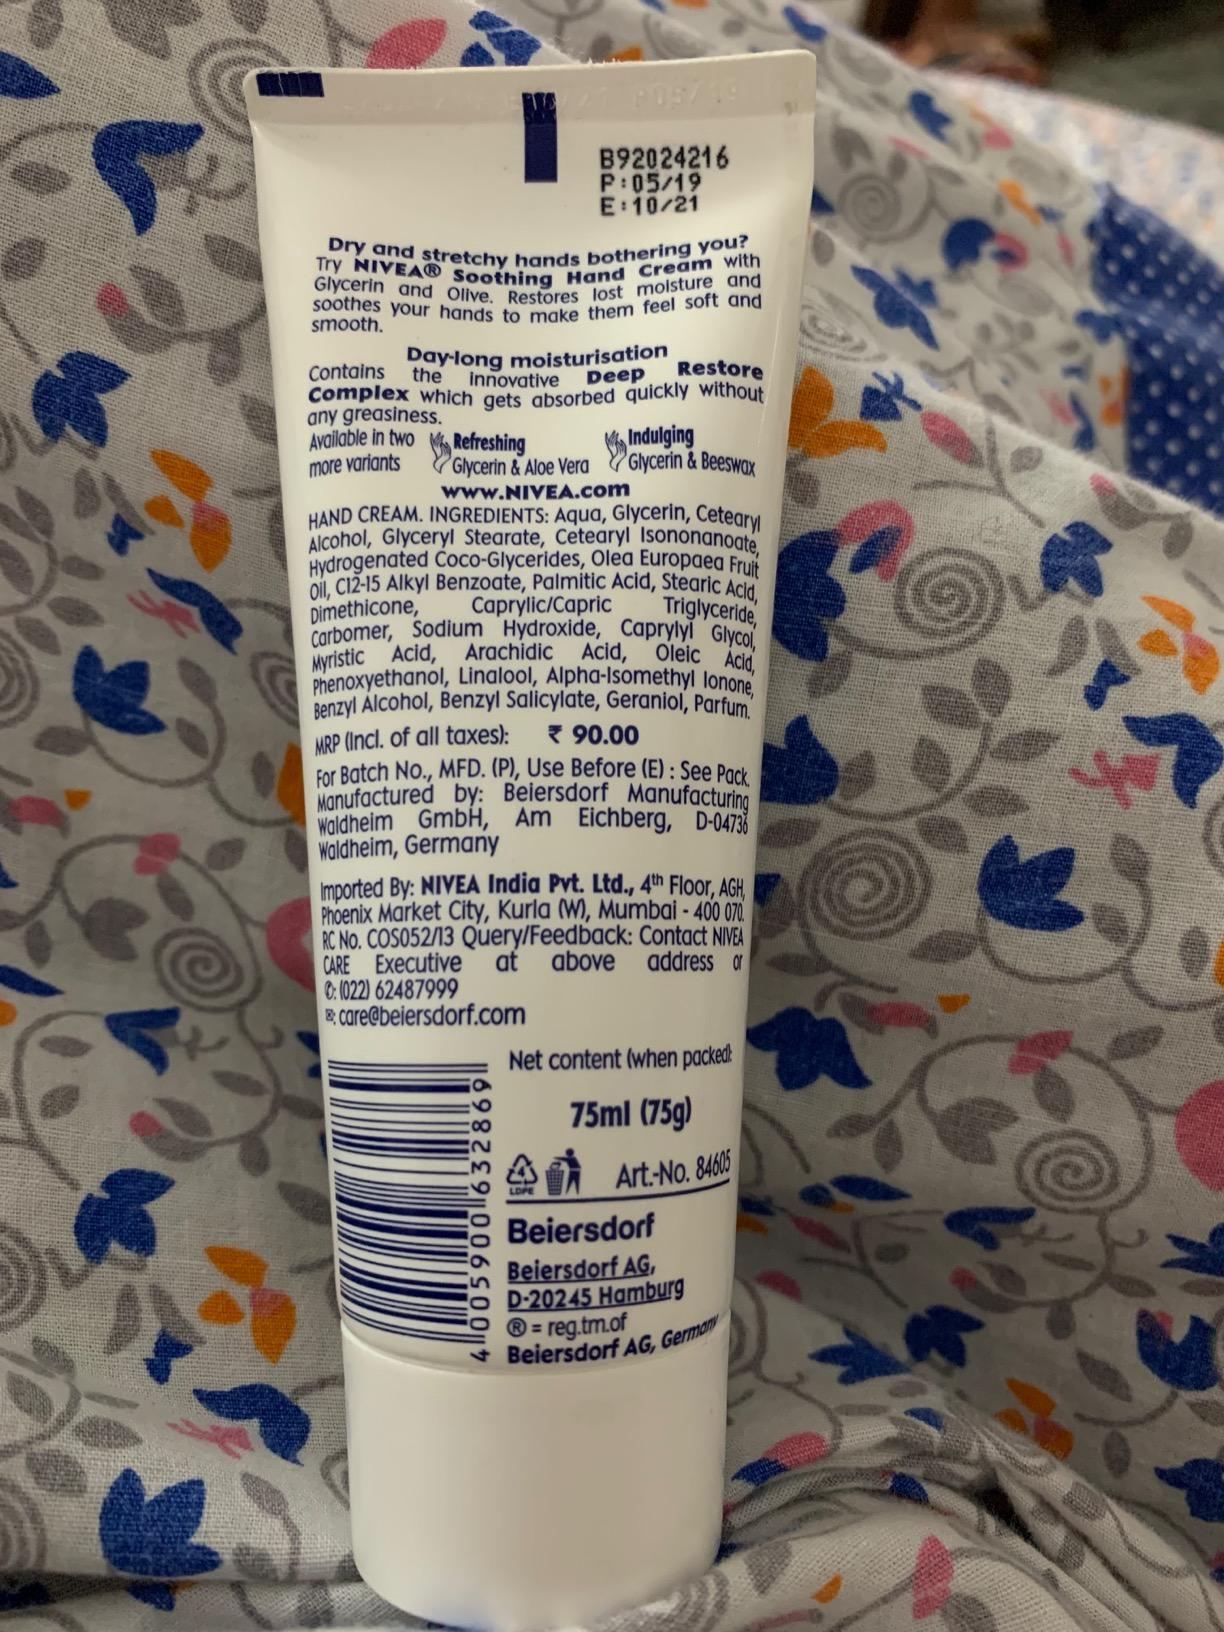 B92024216
P:05/19
E:10/21
Dry and stretchy hands bothering you?
Try NIVEA® Soothing Hand Cream with
Glycerin and Olive. Restores lost moisture and
soothes your hands to make them feel soft and
smooth.
Day-long moisturisation
Contains the innovative Deep Restore
Complex which gets absorbed quickly without
any greasiness.
Available in two
more variants
Refreshing
Glycerin & Aloe Vera
Indulging
Glycerin & Beeswax
www.NIVEA.com
HAND CREAM. INGREDIENTS: Aqua, Glycerin, Cetearyl
Alcohol, Glyceryl Stearate, Cetearyl Isononanoate,
Hydrogenated Coco-Glycerides, Olea Europaea Fruit
Oil, C12-15 Alkyl Benzoate, Palmitic Acid, Stearic Acid,
Dimethicone, Caprylic/Capric Triglyceride,
Carbomer, Sodium Hydroxide, Caprylyl Glycol,
Myristic Acid, Arachidic Acid, Oleic Acid,
Phenoxyethanol, Linalool, Alpha-Isomethyl Ionone,
Benzyl Alcohol, Benzyl Salicylate, Geraniol, Parfum.
MRP (Incl. of all taxes): ₹ 90.00
For Batch No., MFD. (P), Use Before (E) : See Pack.
Manufactured by: Beiersdorf Manufacturing
Waldheim GmbH, Am Eichberg, D-04736
Waldheim, Germany
Imported By: NIVEA India Pvt. Ltd., 4th Floor, AGH,
Phoenix Market City, Kurla (W), Mumbai - 400 070.
RC No. COS052/13 Query/Feedback: Contact NIVEA
CARE Executive at above address or
✆: (022) 62487999
✉: care@beiersdorf.com
Net content (when packed):
75ml (75g)
4
LDPE
Art.-No. 84605
Beiersdorf
Beiersdorf AG,
D-20245 Hamburg
® = reg.tm.of
Beiersdorf AG, Germany
4 005900 632869